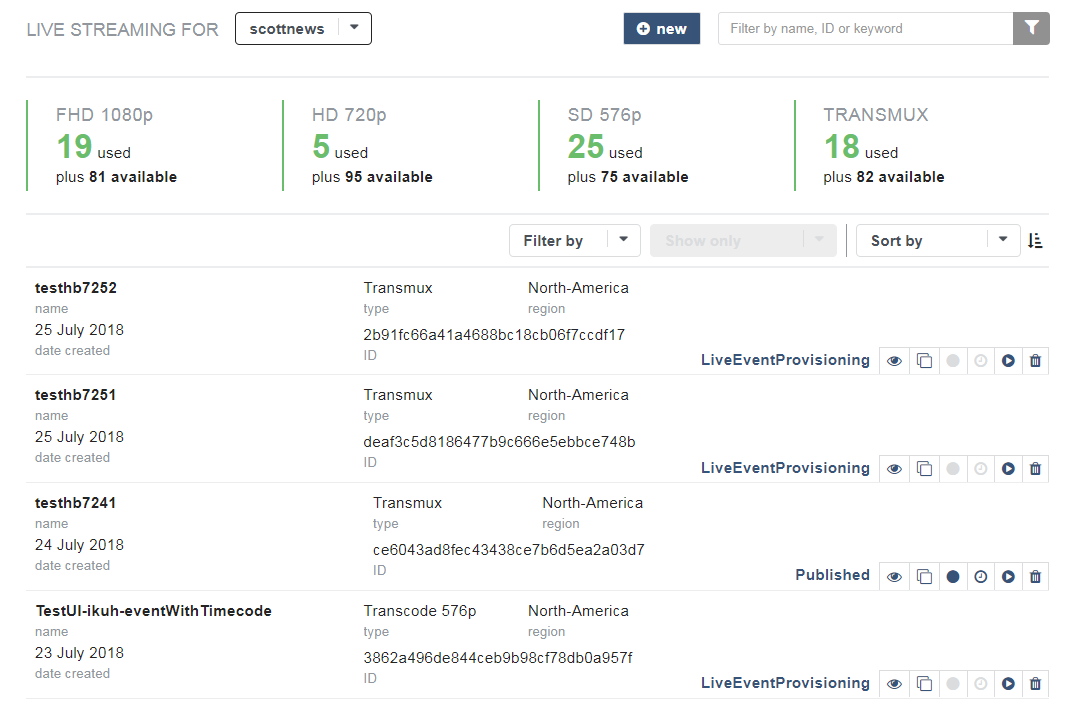 LIVE STREAMING FOR scottnews new Filter by name, ID or keyword
FHD 1080p HD 720p SD 576p TRANSMUX
19 used 5 used 25 used 18 used
plus 81 available plus 95 available plus 75 available plus 82 available
Filter by Show only Sort by
testhb7252 Transmux North-America
name type region
25 July 2018 2b91fc66a41a4688bc18cb06f7ccdf17
date created ID LiveEventProvisioning
testhb7251 Transmux North-America
name type region
25 July 2018 deaf3c5d8186477b9c666e5ebbce748b
date created ID LiveEventProvisioning
testhb7241 Transmux North-America
name type region
24 July 2018 ce6043ad8fec43438ce7b6d5ea2a03d7
date created ID Published
TestUI-ikuh-eventWithTimecode Transcode 576p North-America
name type region
23 July 2018 3862a496de844ceb9b98cf78db0a957f
date created ID LiveEventProvisioning